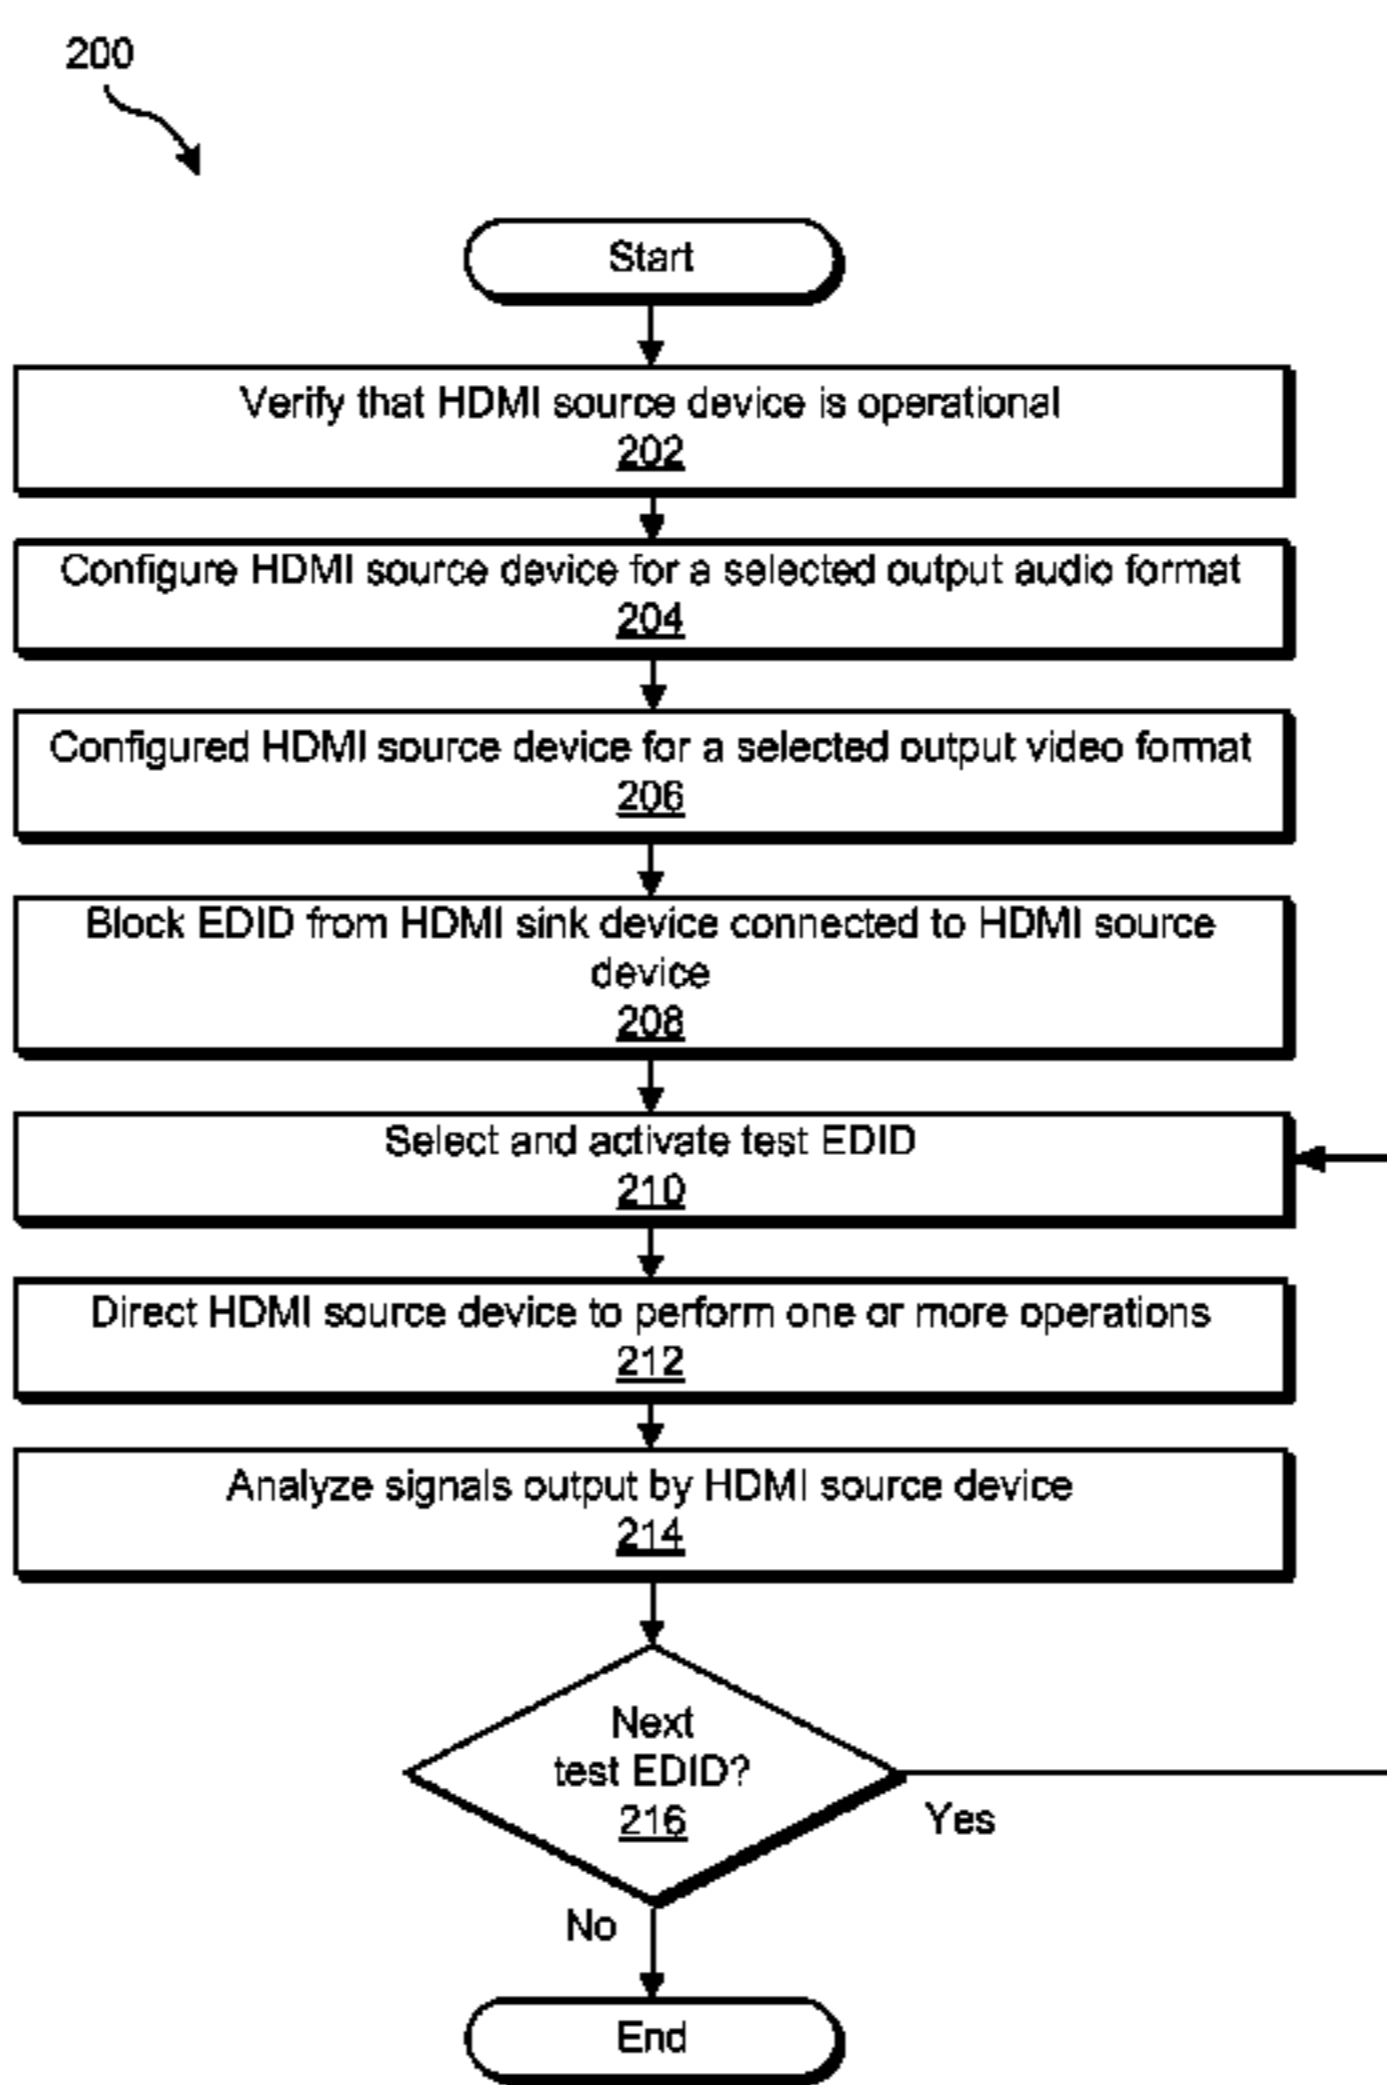 200
Start
Verify that HDMI source device is operational
202
Configure HDMI source device for a selected output audio format
204
Configured HDMI source device for a selected output video format
206
Block EDID from HDMI sink device connected to HDMI source
device
208
Select and activate test EDID
210
Direct HDMI source device to perform one or more operations
212
Analyze signals output by HDMI source device
214
Next
test EDID?
216
Yes
No
End